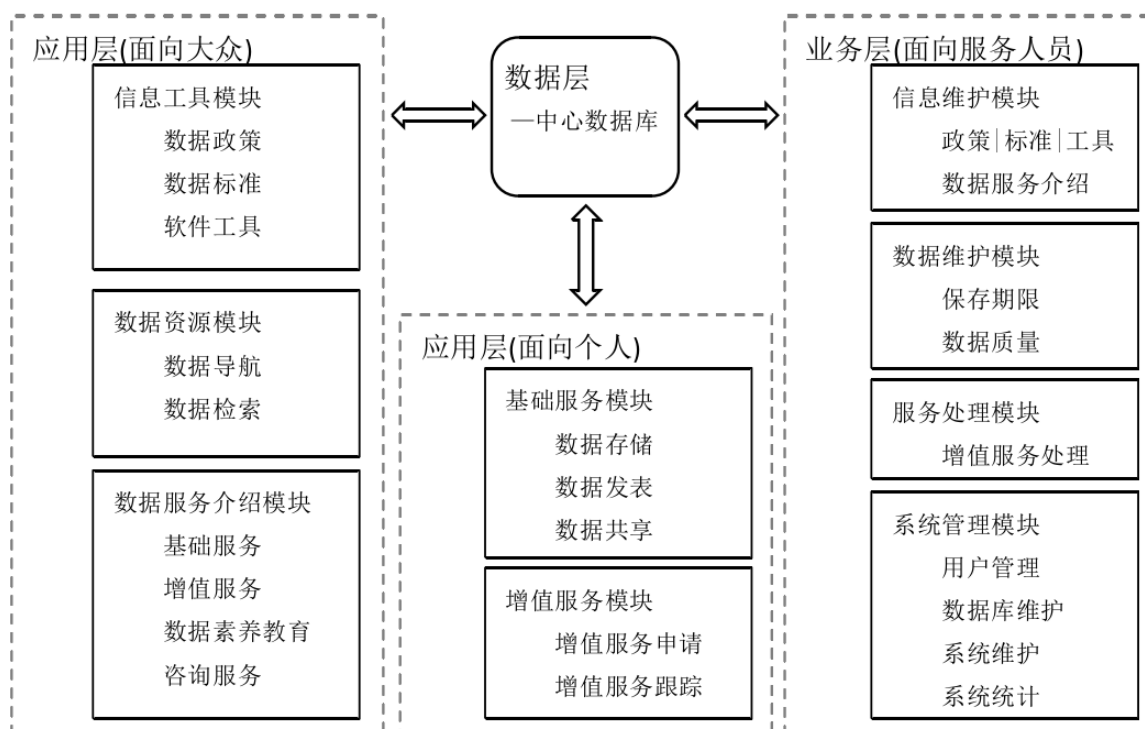 应用层(面向大众)
信息工具模块
数据政策
数据标准
软件工具
数据资源模块
数据导航
数据检索
数据服务介绍模块
基础服务
增值服务
数据素养教育
咨询服务
数据层
—中心数据库
应用层(面向个人)
基础服务模块
数据存储
数据发表
数据共享
增值服务模块
增值服务申请
增值服务跟踪
业务层(面向服务人员)
信息维护模块
政策|标准|工具
数据服务介绍
数据维护模块
保存期限
数据质量
服务处理模块
增值服务处理
系统管理模块
用户管理
数据库维护
系统维护
系统统计